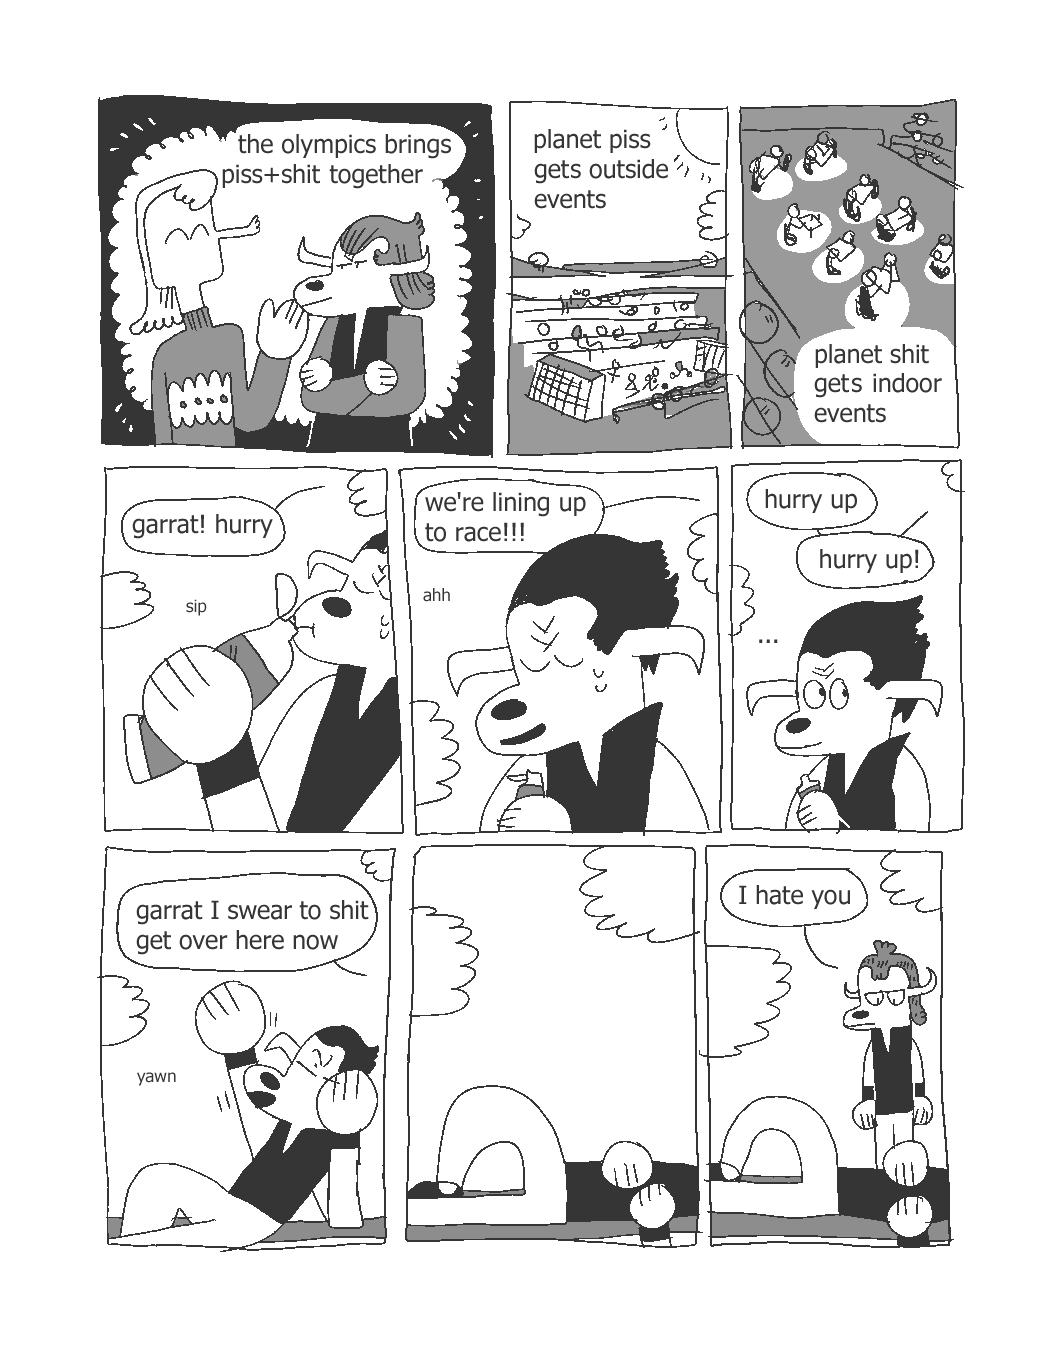 the olympics brings
piss+shit together
planet piss
gets outside
events
planet shit
gets indoor
events
garrat! hurry
sip
we're lining up
to race!!!
ahh
hurry up
hurry up!
...
garrat I swear to shit
get over here now
yawn
I hate you